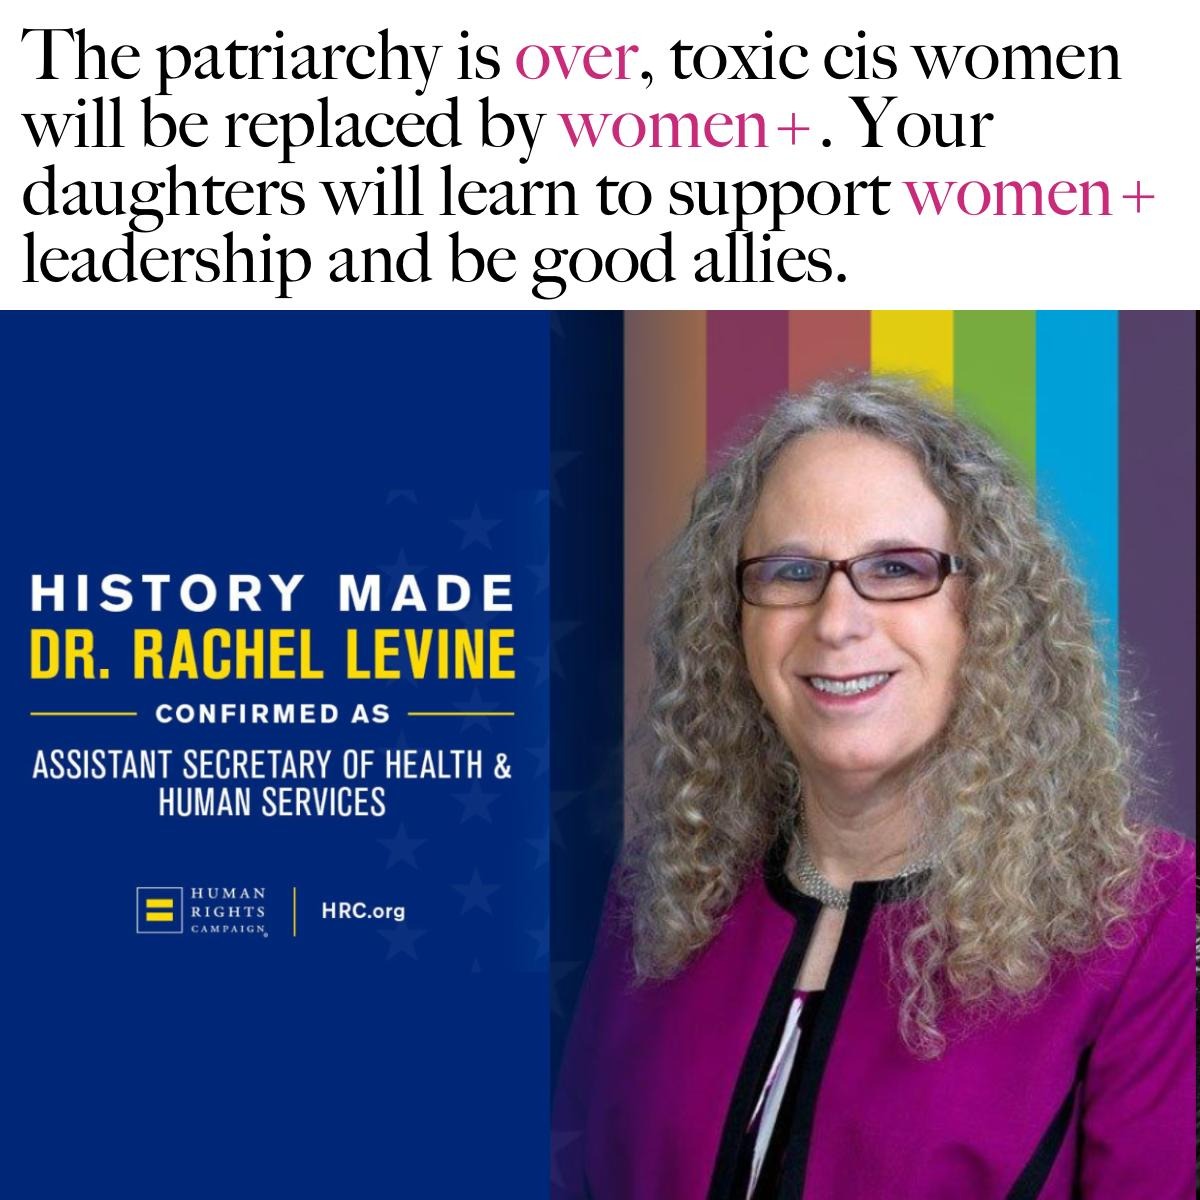 The patriarchy is over, toxic cis women
will be replaced by women+. Your
daughters will learn to support women+
leadership and be good allies.
HISTORY MADE
DR. RACHEL LEVINE
CONFIRMED AS
ASSISTANT SECRETARY OF HEALTH &
HUMAN SERVICES
HUMAN
RIGHTS
CAMPAIGN®
HRC.org